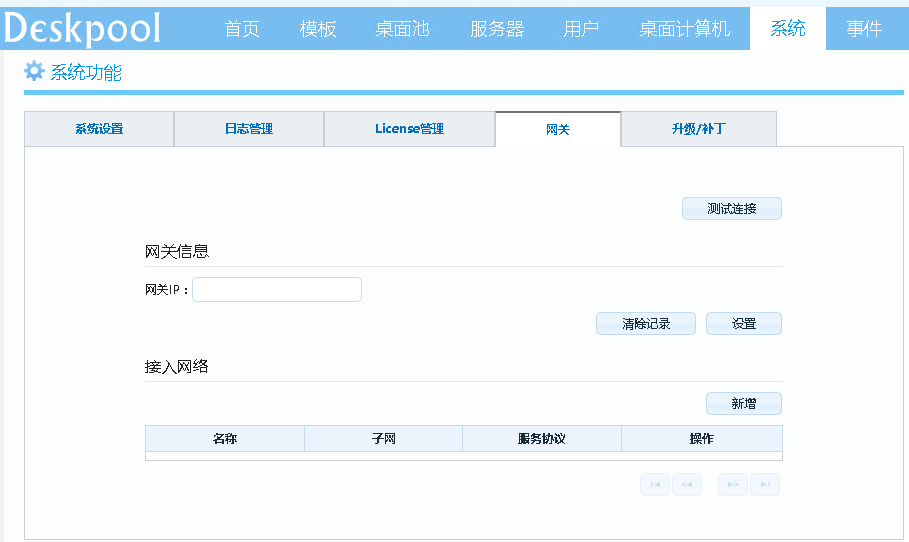 Deskpool 首页 模板 桌面池 服务器 用户 桌面计算机 系统 事件
系统功能
系统设置 日志管理 License管理 网关 升级/补丁
测试连接
网关信息
网关IP：
清除记录 设置
接入网络
新增
名称 子网 服务协议 操作